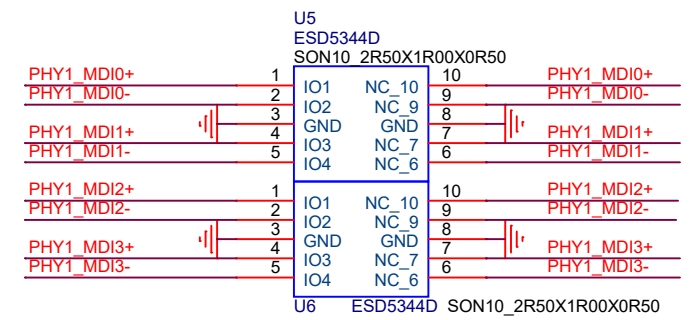 U5
ESD5344D
SON10_2R50X1R00X0R50
PHY1_MDI0+ 1 IO1 NC_10 10 PHY1_MDI0+
PHY1_MDI0- 2 IO2 NC_9 9 PHY1_MDI0-
3 GND GND 8
PHY1_MDI1+ 4 IO3 NC_7 7 PHY1_MDI1+
PHY1_MDI1- 5 IO4 NC_6 6 PHY1_MDI1-
PHY1_MDI2+ 1 IO1 NC_10 10 PHY1_MDI2+
PHY1_MDI2- 2 IO2 NC_9 9 PHY1_MDI2-
3 GND GND 8
PHY1_MDI3+ 4 IO3 NC_7 7 PHY1_MDI3+
PHY1_MDI3- 5 IO4 NC_6 6 PHY1_MDI3-
U6 ESD5344D SON10_2R50X1R00X0R50